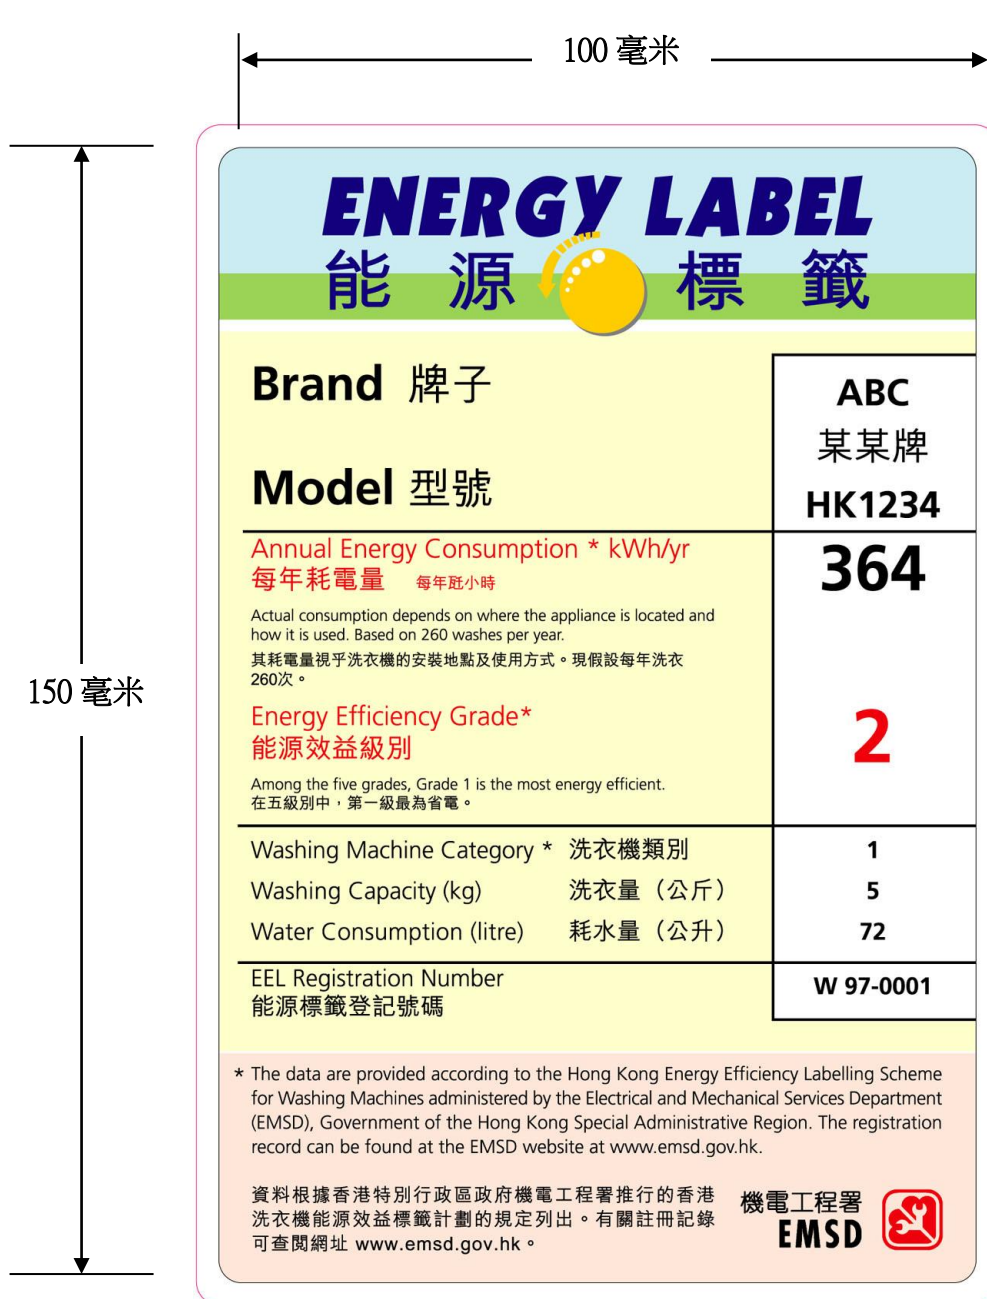 100 毫米
ENERGY LABEL
能源標籤
Brand 牌子
ABC
某某牌
Model 型號
HK1234
Annual Energy Consumption * kWh/yr
364
每年耗電量 每年瓩小時
Actual consumption depends on where the appliance is located and
how it is used. Based on 260 washes per year.
其耗電量視乎洗衣機的安裝地點及使用方式。現假設每年洗衣
260次。
150 毫米
Energy Efficiency Grade*
2
能源效益級別
Among the five grades, Grade 1 is the most energy efficient.
在五級別中，第一級最為省電。
Washing Machine Category * 洗衣機類別 1
Washing Capacity (kg) 洗衣量（公斤） 5
Water Consumption (litre) 耗水量（公升） 72
EEL Registration Number
W 97-0001
能源標籤登記號碼
* The data are provided according to the Hong Kong Energy Efficiency Labelling Scheme
for Washing Machines administered by the Electrical and Mechanical Services Department
(EMSD), Government of the Hong Kong Special Administrative Region. The registration
record can be found at the EMSD website at www.emsd.gov.hk.
資料根據香港特別行政區政府機電工程署推行的香港
洗衣機能源效益標籤計劃的規定列出。有關註冊記錄
可查閱網址 www.emsd.gov.hk。
機電工程署
EMSD